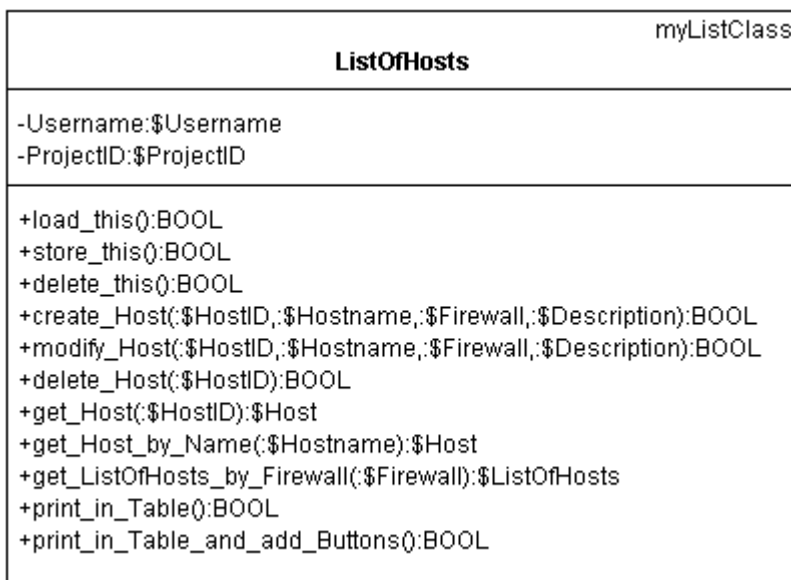 myListClass
ListOfHosts
-Username:$Username
-ProjectID:$ProjectID
+load_this():BOOL
+store_this():BOOL
+delete_this():BOOL
+create_Host(:$HostID,:$Hostname,:$Firewall,:$Description):BOOL
+modify_Host(:$HostID,:$Hostname,:$Firewall,:$Description):BOOL
+delete_Host(:$HostID):BOOL
+get_Host(:$HostID):$Host
+get_Host_by_Name(:$Hostname):$Host
+get_ListOfHosts_by_Firewall(:$Firewall):$ListOfHosts
+print_in_Table():BOOL
+print_in_Table_and_add_Buttons():BOOL